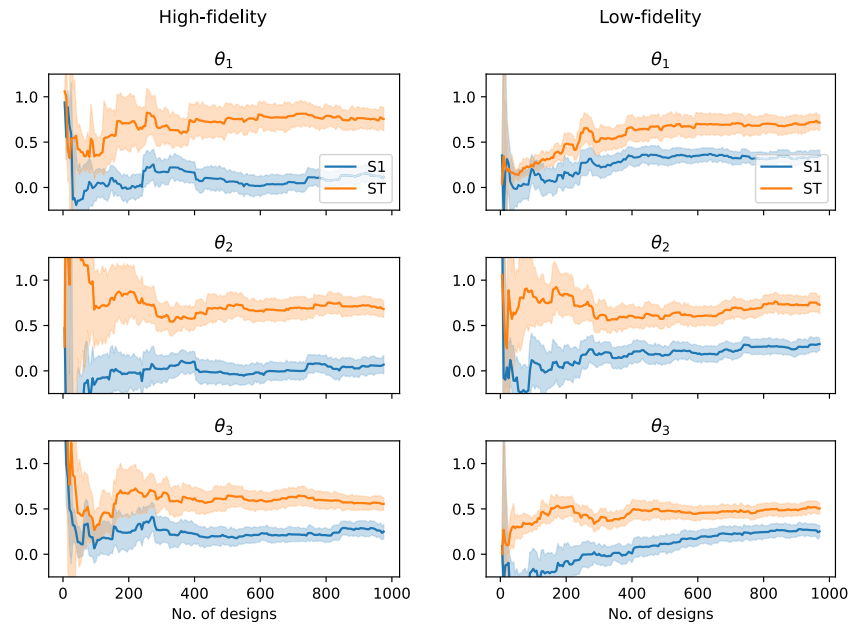 High-fidelity Low-fidelity
θ1 θ1
1.0 1.0
0.5 0.5
0.0 0.0
S1 S1
ST ST
θ2 θ2
1.0 1.0
0.5 0.5
0.0 0.0
θ3 θ3
1.0 1.0
0.5 0.5
0.0 0.0
0 200 400 600 800 1000 0 200 400 600 800 1000
No. of designs No. of designs